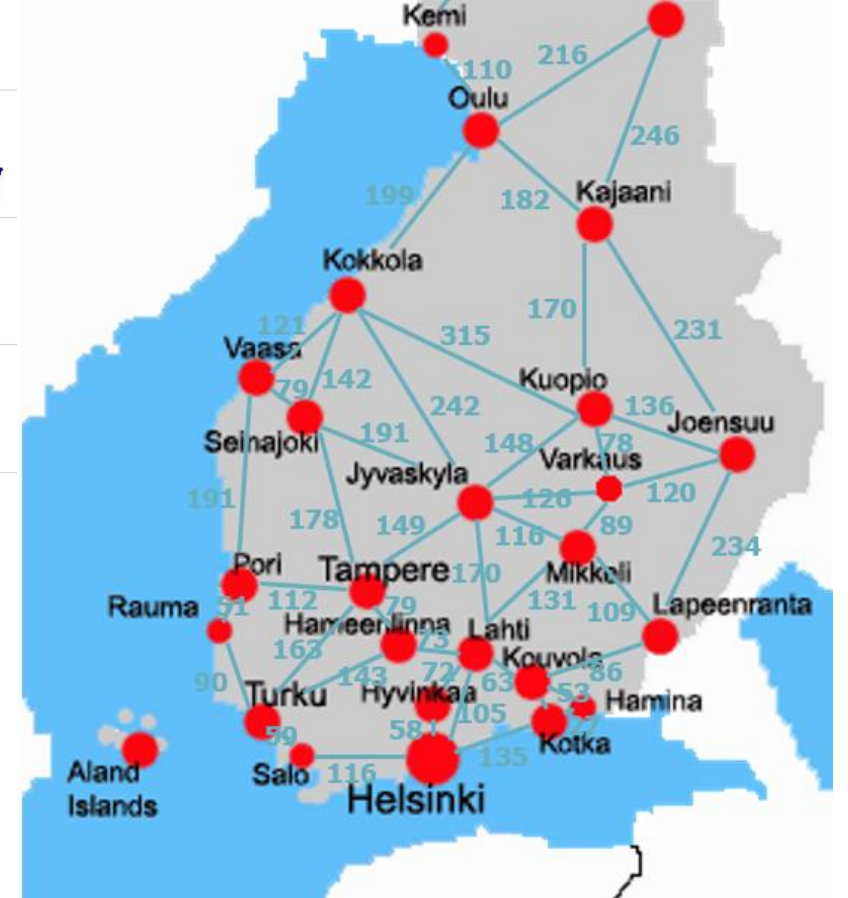 Kemi
110
216
Oulu
246
199
182
Kajaani
Kokkola
170
231
121
315
Vaasa
79
142
Kuopio
136
Joensuu
242
Seinajoki
191
148
78
Varkaus
Jyvaskyla
126
120
191
178
149
116
89
234
Pori
Tampere
170
Mikkeli
Rauma
51
112
79
131
109
Lapeenranta
Hameenlinna
73
Lahti
163
Kouvola
86
90
143
72
63
53
Turku
Hyvinkaa
Hamina
105
59
58
135
Kotka
Salo
116
Aland
Islands
Helsinki